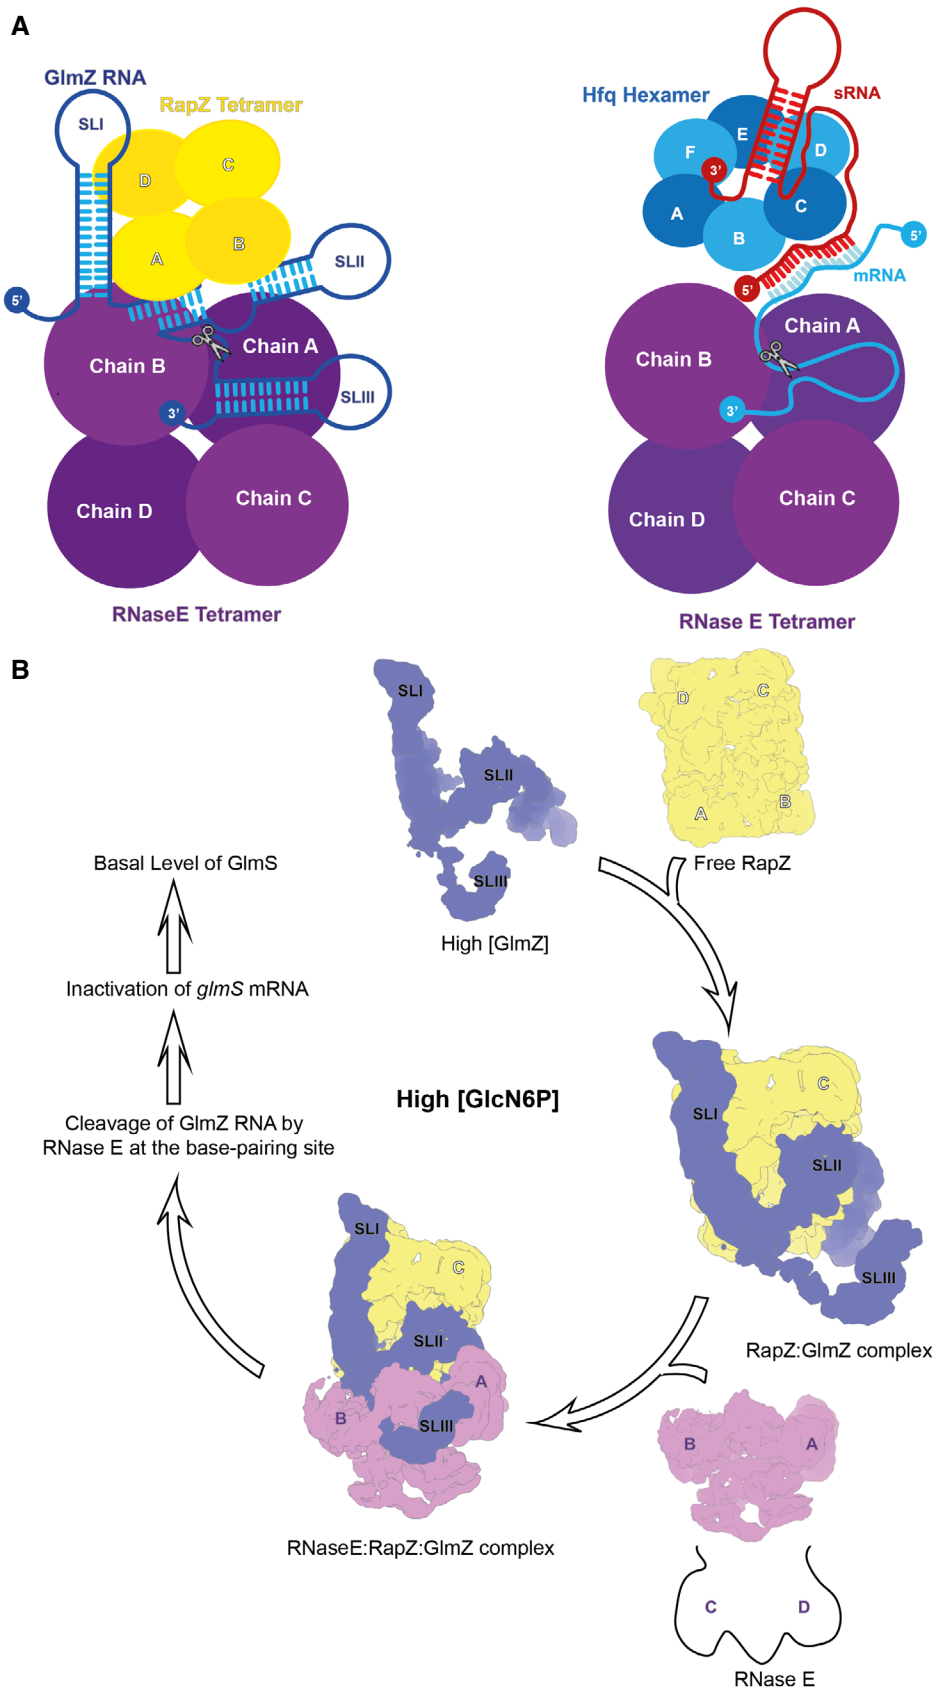 A
GlmZ RNA
SLI
RapZ Tetramer
D
C
A
B
SLII
5'
Chain B
Chain A
SLIII
3'
Chain D
Chain C
RNaseE Tetramer
Hfq Hexamer
sRNA
E
F
D
3'
A
C
B
5'
mRNA
5'
Chain A
Chain B
3'
Chain C
Chain D
RNase E Tetramer
B
SLI
SLII
SLIII
High [GlmZ]
D
C
A
B
Free RapZ
Basal Level of GlmS
Inactivation of glmS mRNA
Cleavage of GlmZ RNA by
RNase E at the base-pairing site
High [GlcN6P]
SLI
C
SLII
SLIII
RapZ:GlmZ complex
SLI
C
SLII
A
B
SLIII
RNaseE:RapZ:GlmZ complex
B
A
C
D
RNase E